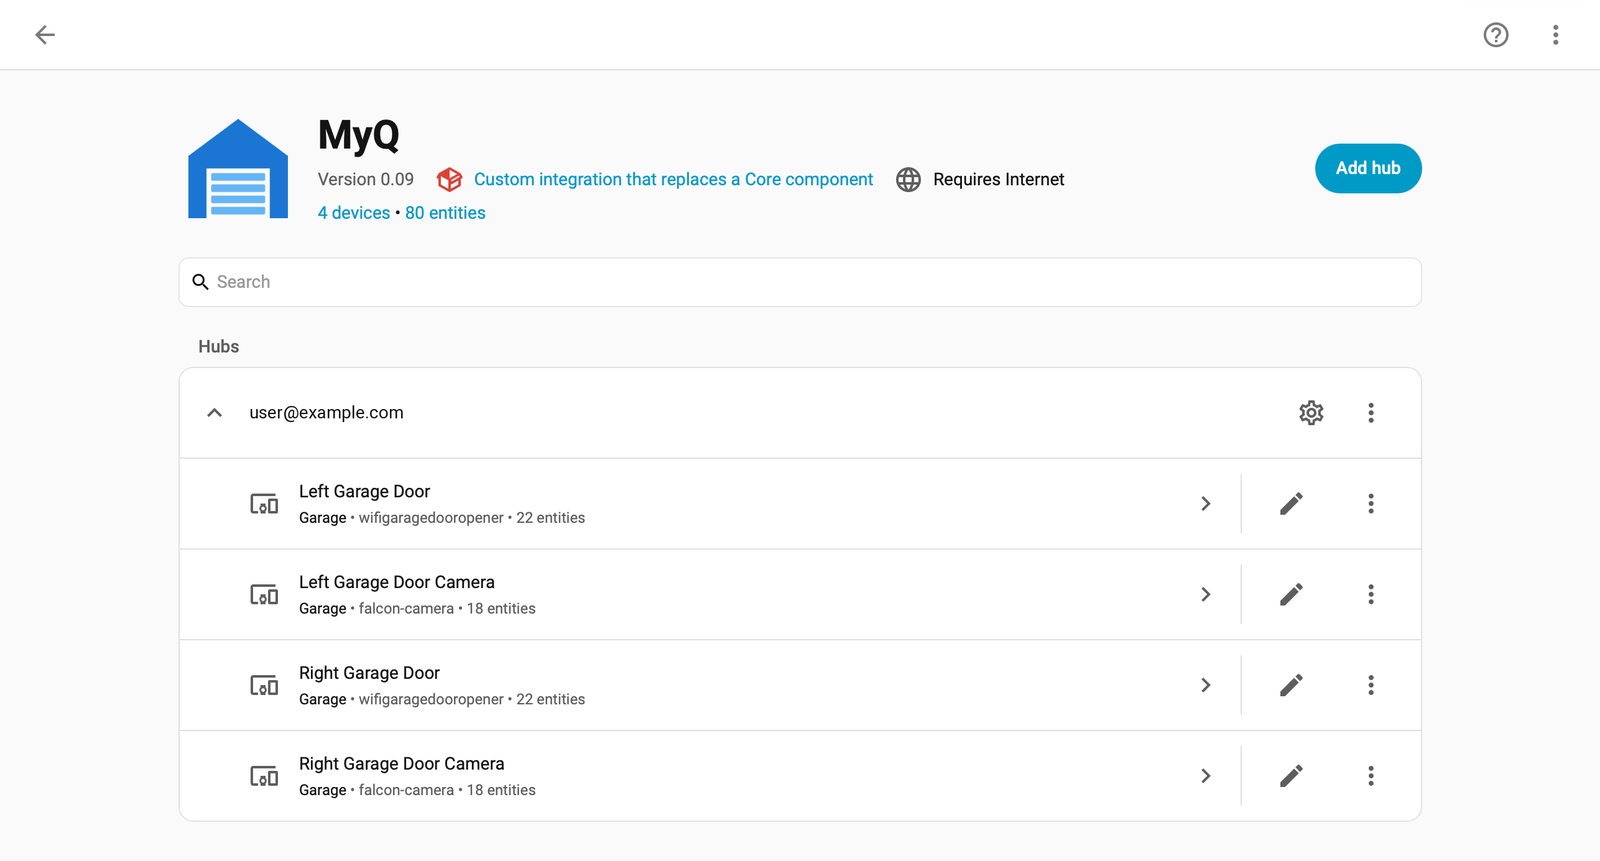 MyQ
Version 0.09 Custom integration that replaces a Core component Requires Internet
4 devices • 80 entities
Add hub
Search
Hubs
user@example.com
Left Garage Door
Garage • wifigaragedooropener • 22 entities
Left Garage Door Camera
Garage • falcon-camera • 18 entities
Right Garage Door
Garage • wifigaragedooropener • 22 entities
Right Garage Door Camera
Garage • falcon-camera • 18 entities